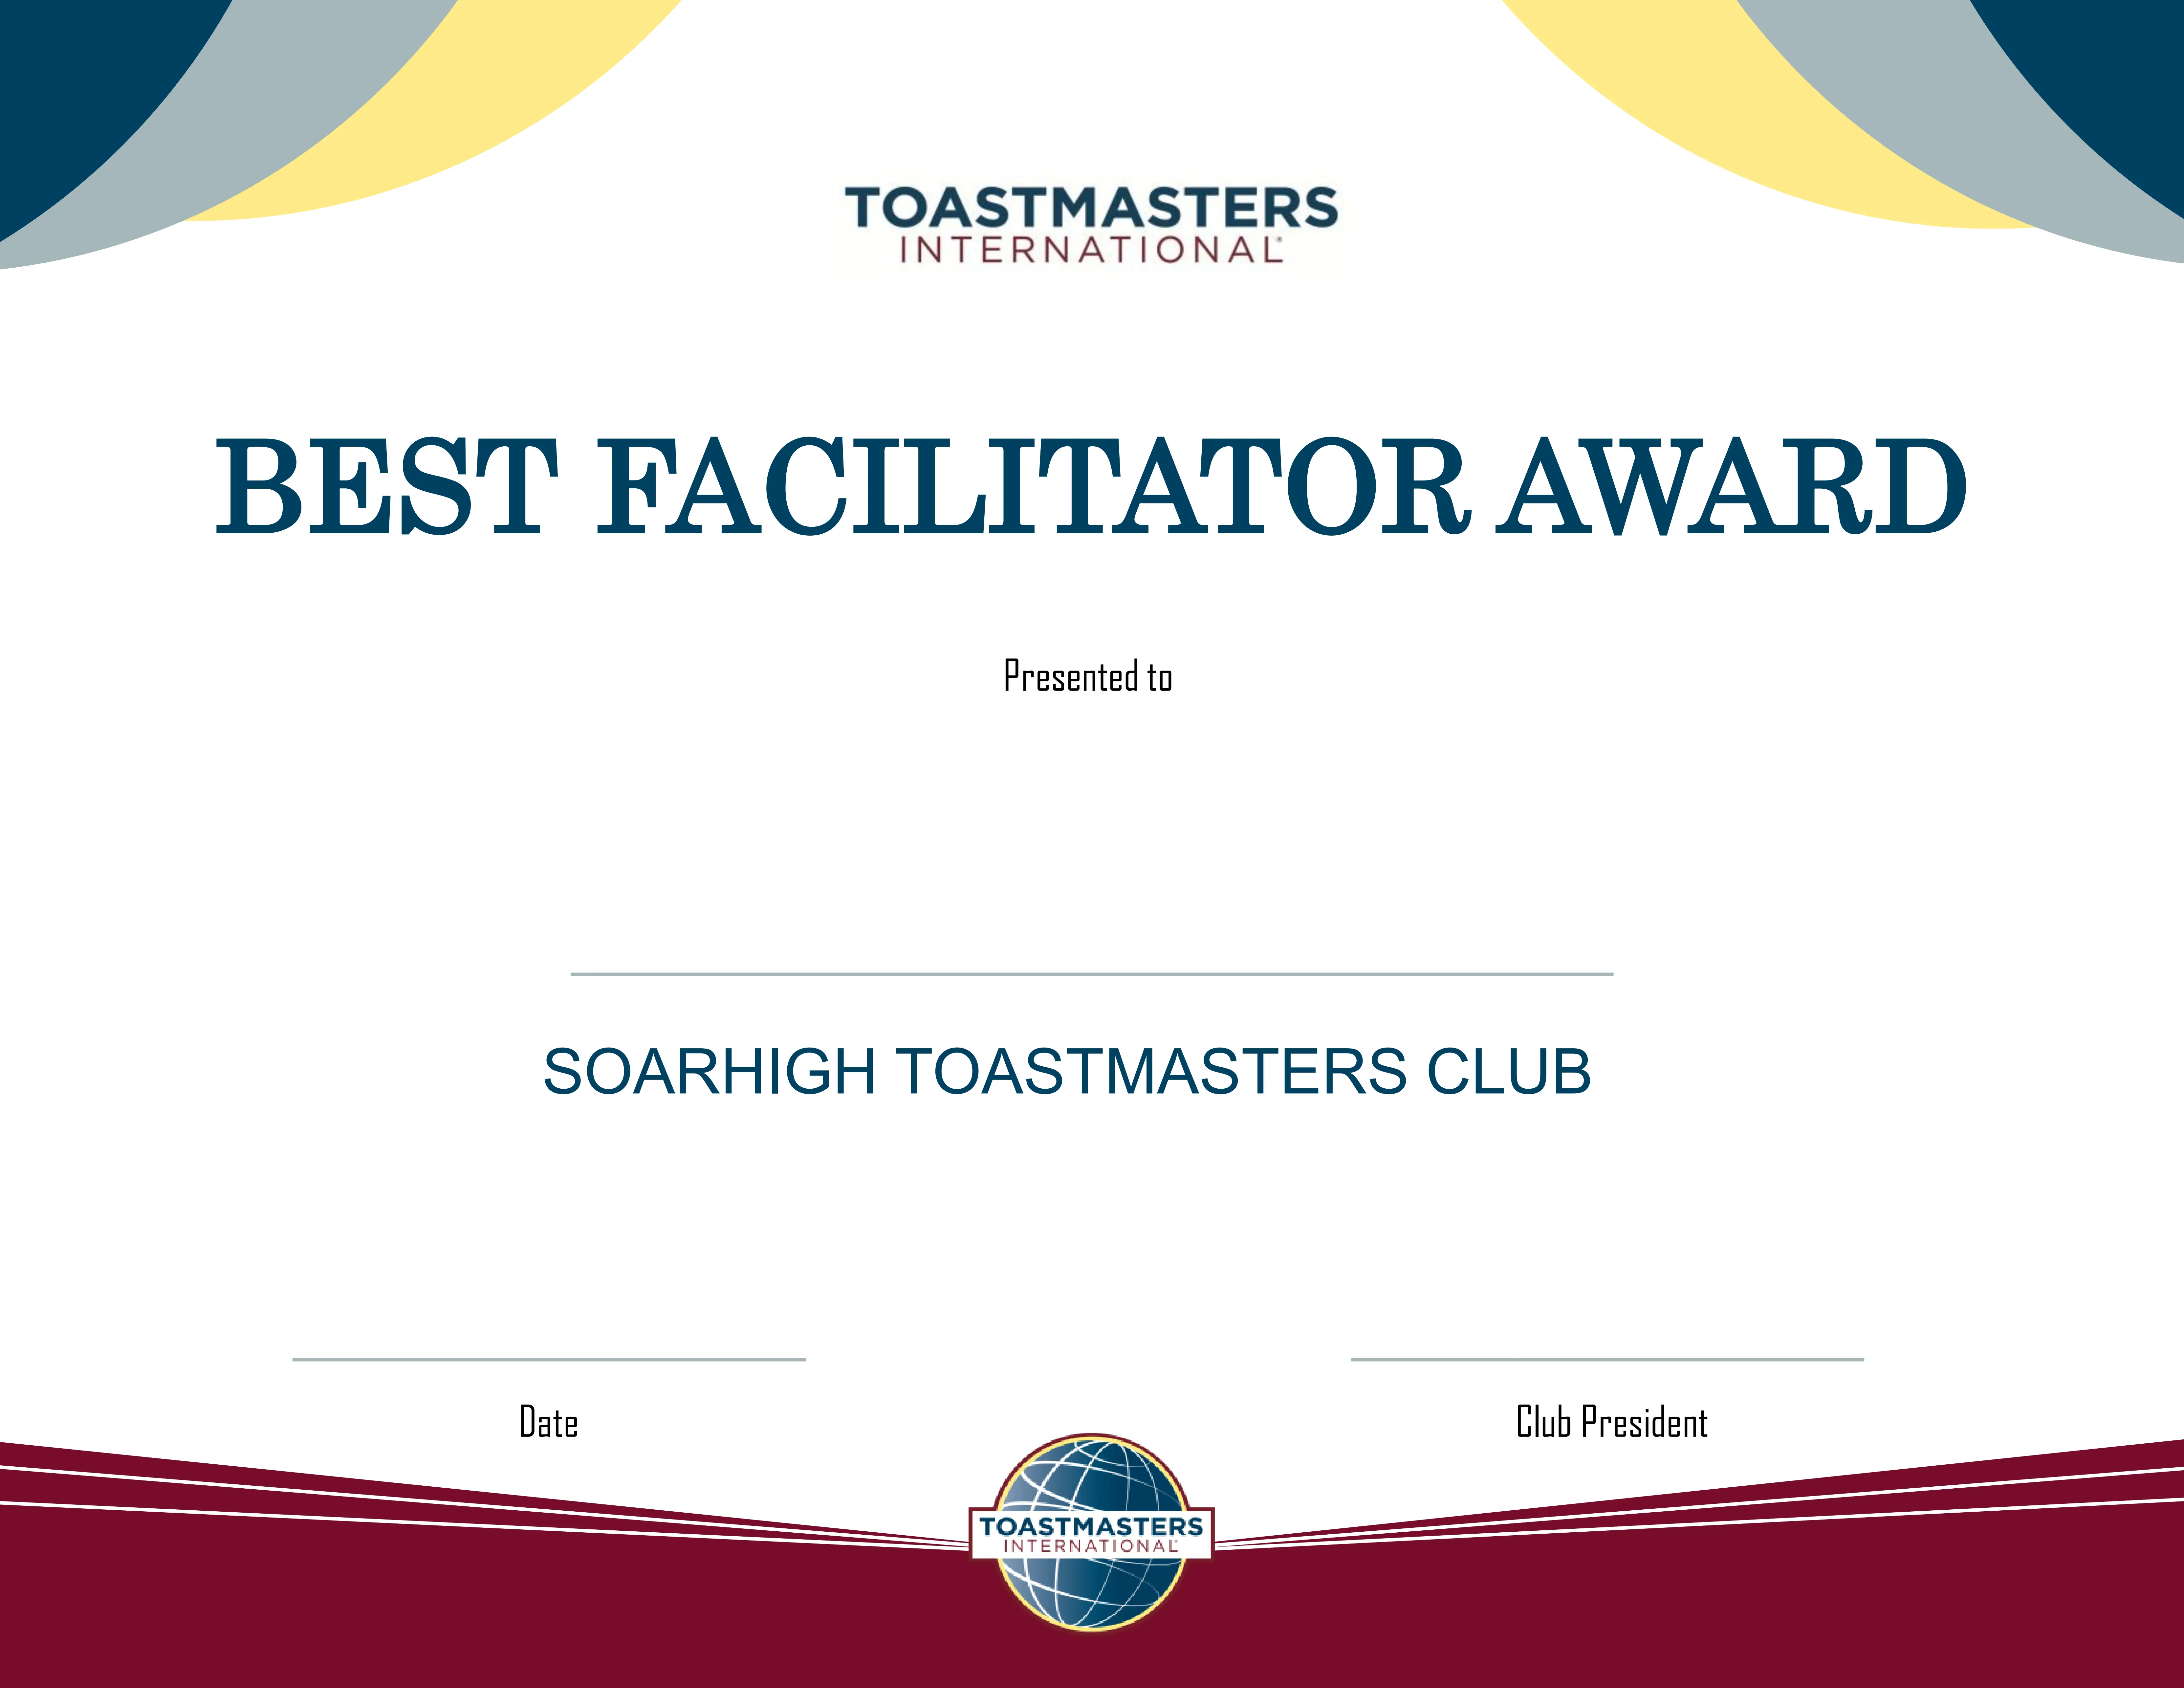 TOASTMASTERS
INTERNATIONAL®
BEST FACILITATOR AWARD
Presented to
SOARHIGH TOASTMASTERS CLUB
Date
Club President
TOASTMASTERS
INTERNATIONAL